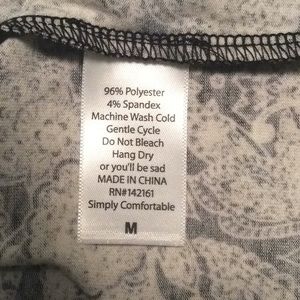 96% Polyester
4% Spandex
Machine Wash Cold
Gentle Cycle
Do Not Bleach
Hang Dry
or you'll be sad
MADE IN CHINA
RN#142161
Simply Comfortable
M